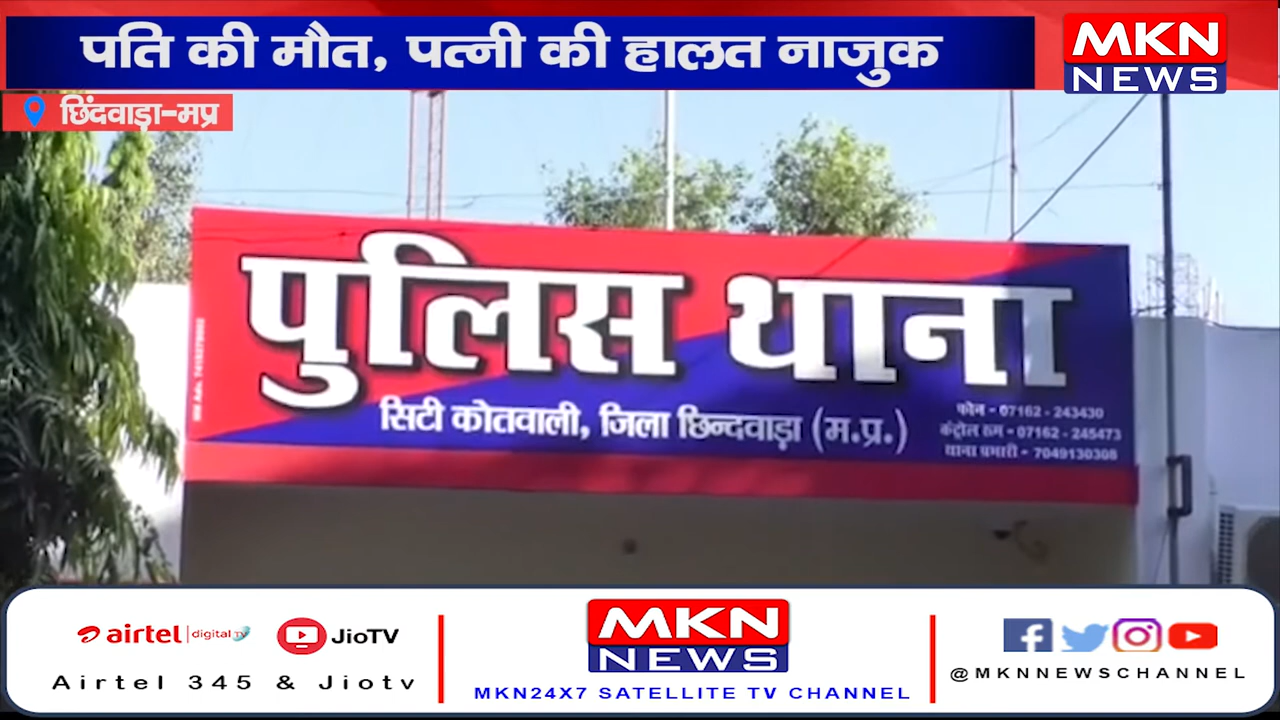 पति की मौत, पत्नी की हालत नाजुक
MKN
NEWS
छिंदवाड़ा-मप्र
पुलिस थाना
सिटी कोतवाली, जिला छिन्दवाड़ा (म.प्र.)
फोन - 07162 - 243430
कंट्रोल रूम - 07162 - 245473
थाना प्रभारी - 7049130308
airtel digital TV
JioTV
Airtel 345 & Jiotv
MKN
NEWS
MKN24X7 SATELLITE TV CHANNEL
@MKNNEWSCHANNEL